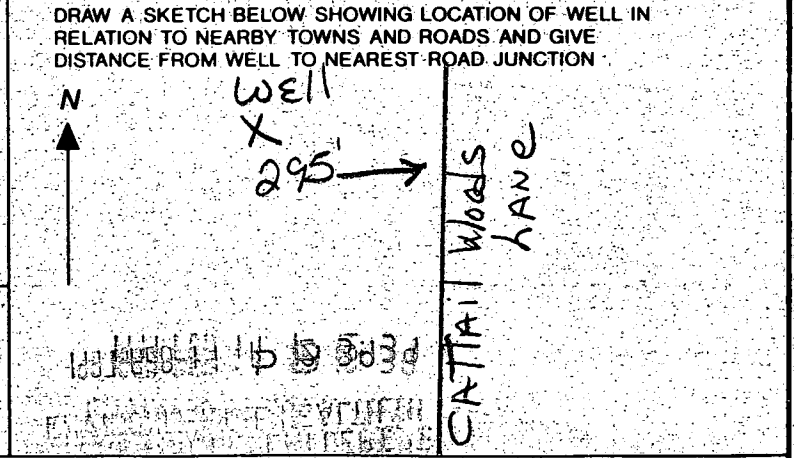 DRAW A SKETCH BELOW SHOWING LOCATION OF WELL IN
RELATION TO NEARBY TOWNS AND ROADS AND GIVE
DISTANCE FROM WELL TO NEAREST ROAD JUNCTION
N
WEll
X
295'
CATTAil Woods
LANE